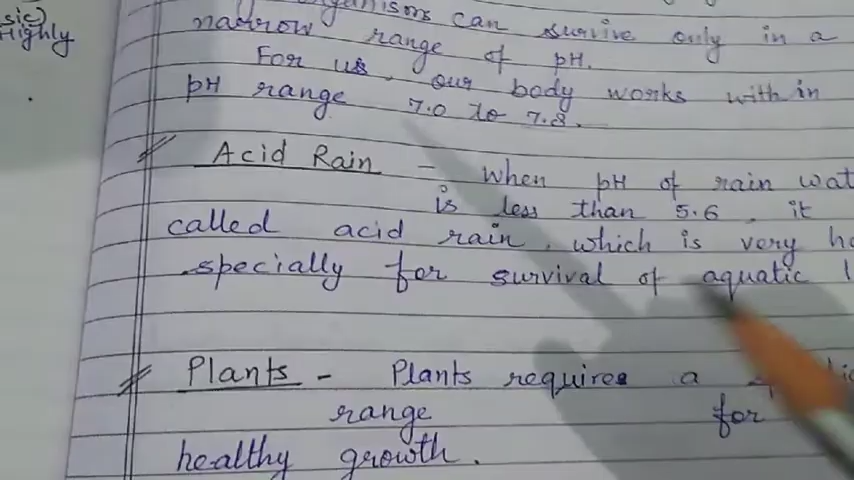 sic)
Highly
can survive only in a
narrow range of pH.
For us, our body works with in
pH range 7.0 to 7.8.
Acid Rain - When pH of rain
is less than 5.6, it
called acid rain, which is very
specially for survival of aquatic
Plants - Plants requires a
range for
healthy growth.